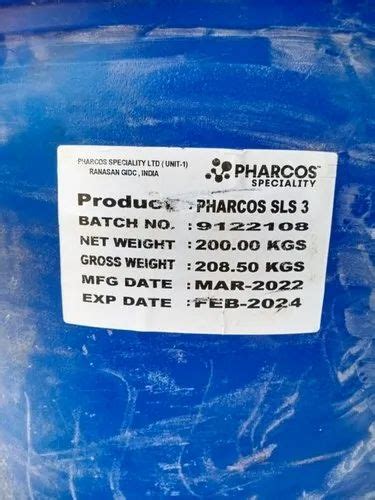 PHARCOS SPECIALITY LTD ( UNIT-1)
RANASAN GIDC , INDIA
PHARCOS™
SPECIALITY
Product : PHARCOS SLS 3
BATCH NO. : 9122108
NET WEIGHT : 200.00 KGS
GROSS WEIGHT : 208.50 KGS
MFG DATE : MAR-2022
EXP DATE : FEB-2024